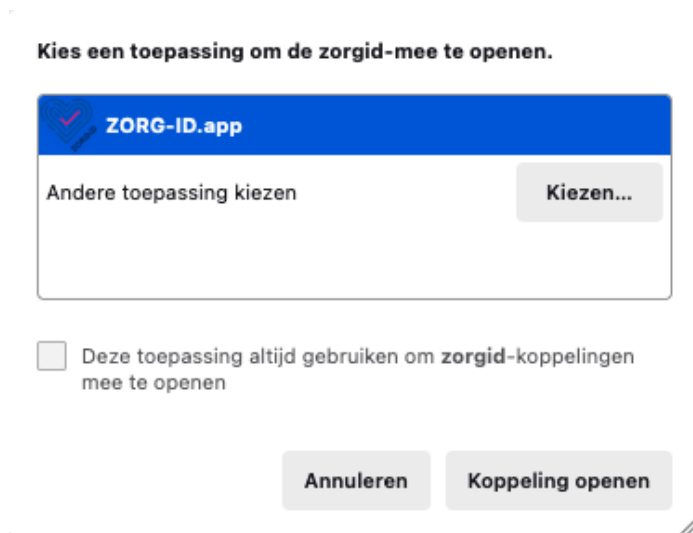 Kies een toepassing om de zorgid-mee te openen.
ZORG-ID.app
Andere toepassing kiezen
Kiezen...
Deze toepassing altijd gebruiken om zorgid-koppelingen
mee te openen
Annuleren
Koppeling openen